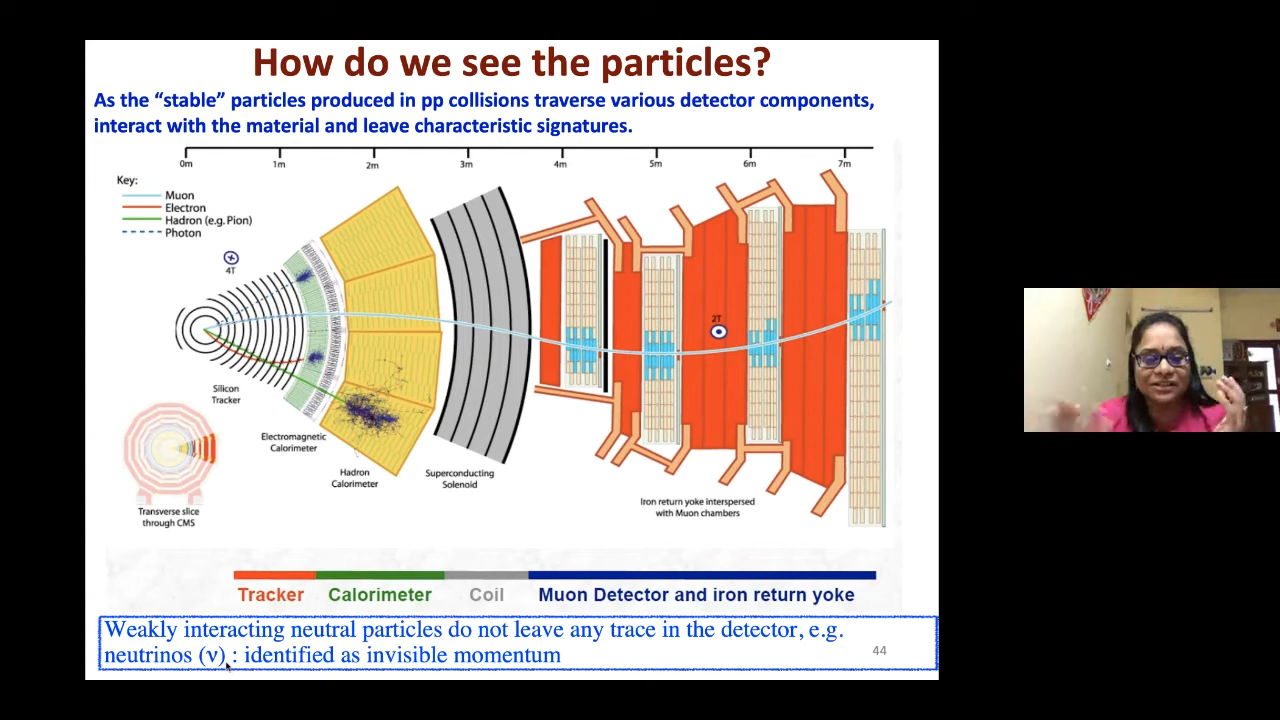 How do we see the particles?
As the “stable” particles produced in pp collisions traverse various detector components,
interact with the material and leave characteristic signatures.
0m 1m 2m 3m 4m 5m 6m 7m
Key:
Muon
Electron
Hadron (e.g. Pion)
Photon
4T
2T
Silicon
Tracker
Electromagnetic
Calorimeter
Hadron
Calorimeter
Superconducting
Solenoid
Iron return yoke interspersed
with Muon chambers
Transverse slice
through CMS
Tracker Calorimeter Coil Muon Detector and iron return yoke
Weakly interacting neutral particles do not leave any trace in the detector, e.g.
neutrinos (ν) : identified as invisible momentum
44